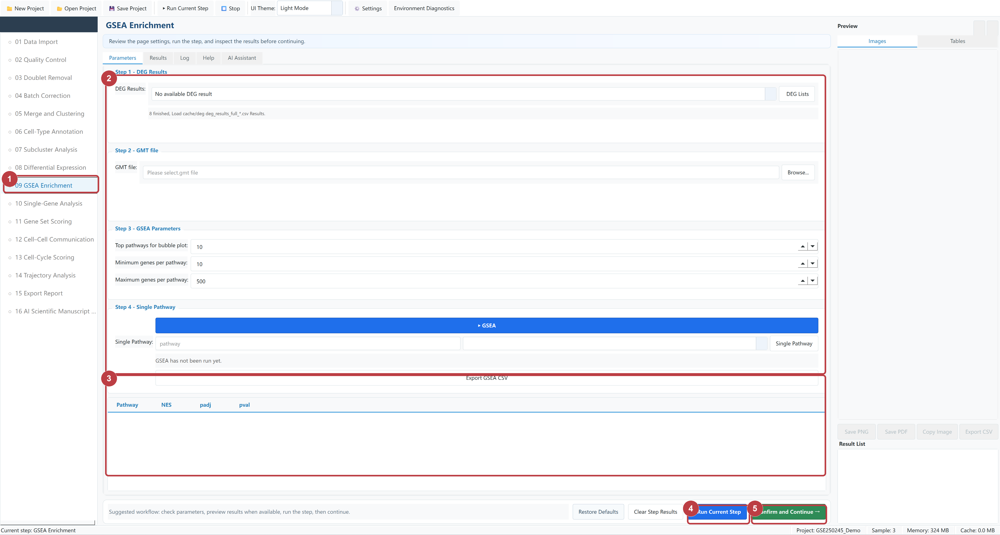 New Project
Open Project
Save Project
Run Current Step
Stop
UI Theme:
Light Mode
Settings
Environment Diagnostics
01 Data Import
02 Quality Control
03 Doublet Removal
04 Batch Correction
05 Merge and Clustering
06 Cell-Type Annotation
07 Subcluster Analysis
08 Differential Expression
1
09 GSEA Enrichment
10 Single-Gene Analysis
11 Gene Set Scoring
12 Cell–Cell Communication
13 Cell-Cycle Scoring
14 Trajectory Analysis
15 Export Report
16 AI Scientific Manuscript ...
GSEA Enrichment
Review the page settings, run the step, and inspect the results before continuing.
Parameters
Results
Log
Help
AI Assistant
2
Step 1 - DEG Results
DEG Results:
No available DEG result
DEG Lists
8 finished, Load cache/deg deg_results_full_*.csv Results.
Step 2 - GMT file
GMT file:
Please select.gmt file
Browse...
Step 3 - GSEA Parameters
Top pathways for bubble plot:
10
Minimum genes per pathway:
10
Maximum genes per pathway:
500
Step 4 - Single Pathway
GSEA
Single Pathway:
pathway
Single Pathway
GSEA has not been run yet.
3
Export GSEA CSV
Pathway
NES
padj
pval
Suggested workflow: check parameters, preview results when available, run the step, then continue.
Restore Defaults
Clear Step Results
4
Run Current Step
5
nfirm and Continue →
Preview
Images
Tables
Save PNG
Save PDF
Copy Image
Export CSV
Result List
Current step: GSEA Enrichment
Project: GSE250245_Demo
Sample: 3
Memory: 324 MB
Cache: 0.0 MB